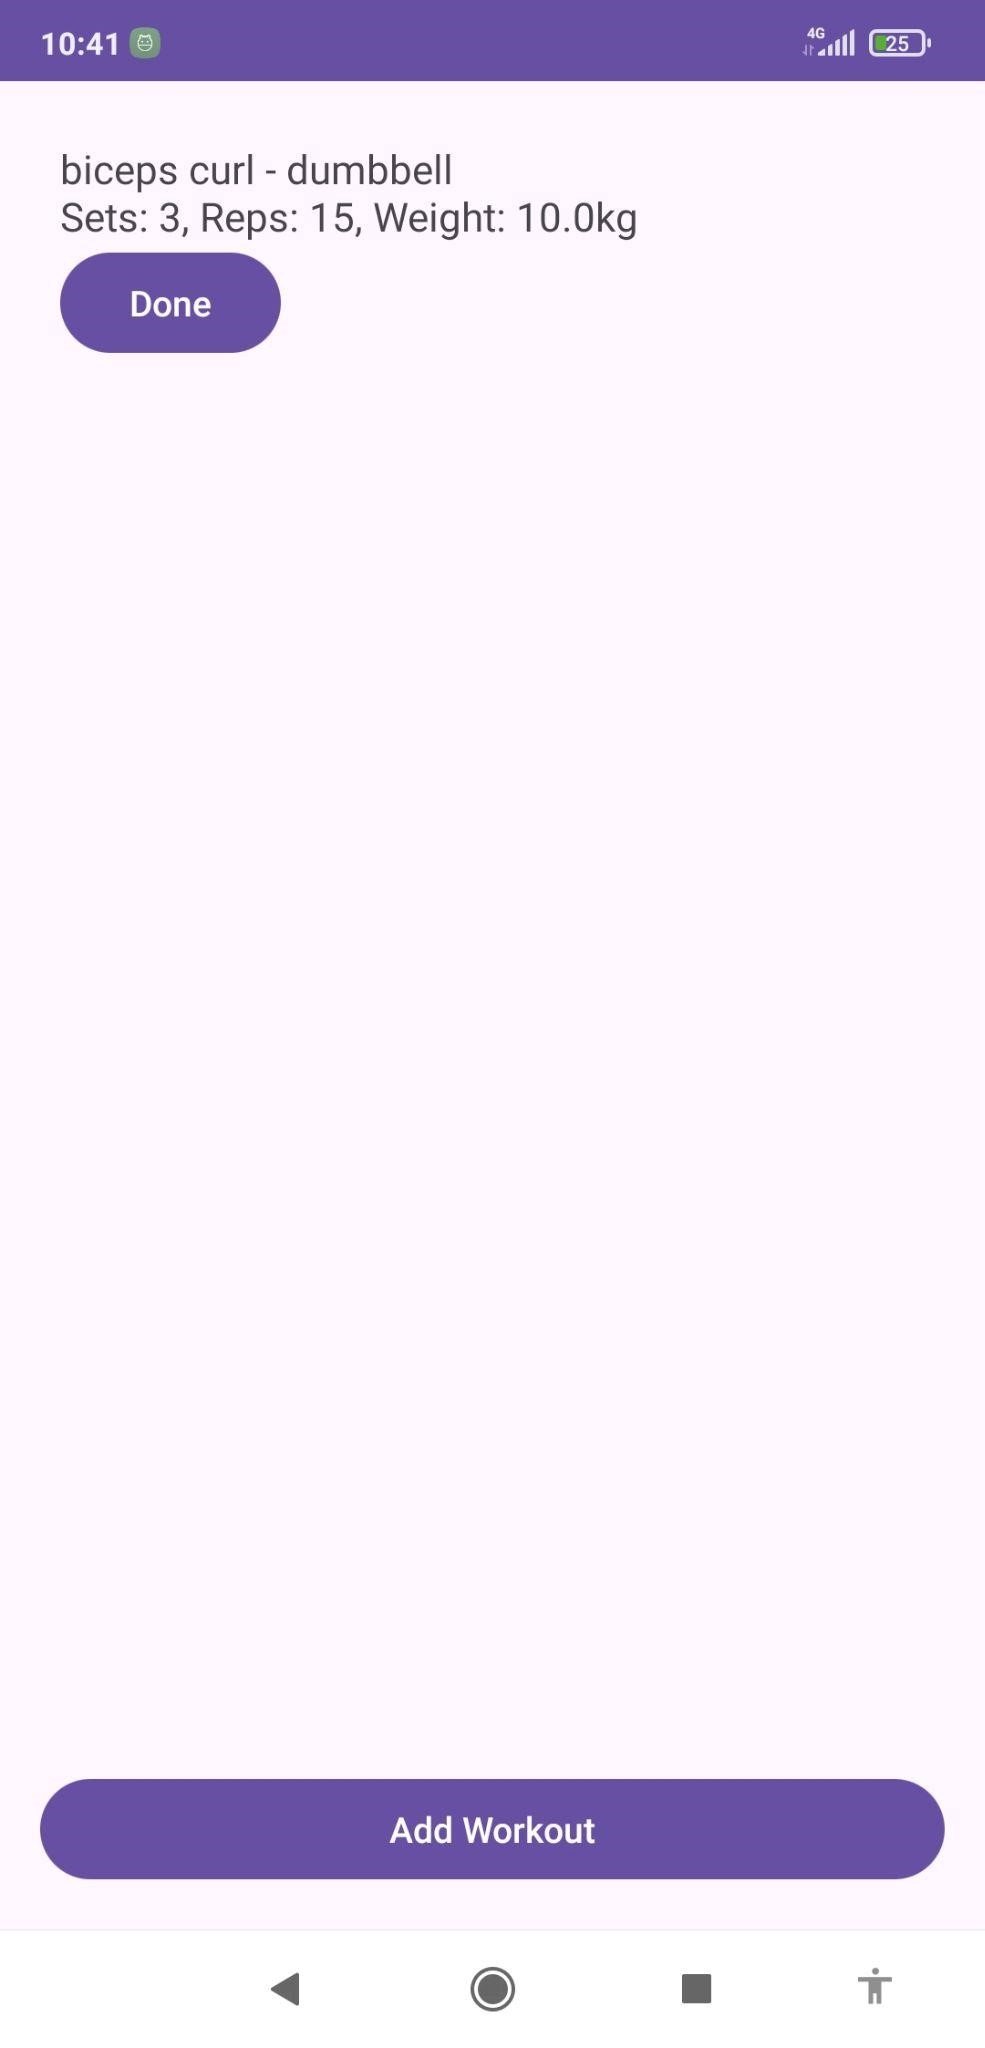 10:41
4G
25
biceps curl - dumbbell
Sets: 3, Reps: 15, Weight: 10.0kg
Done
Add Workout